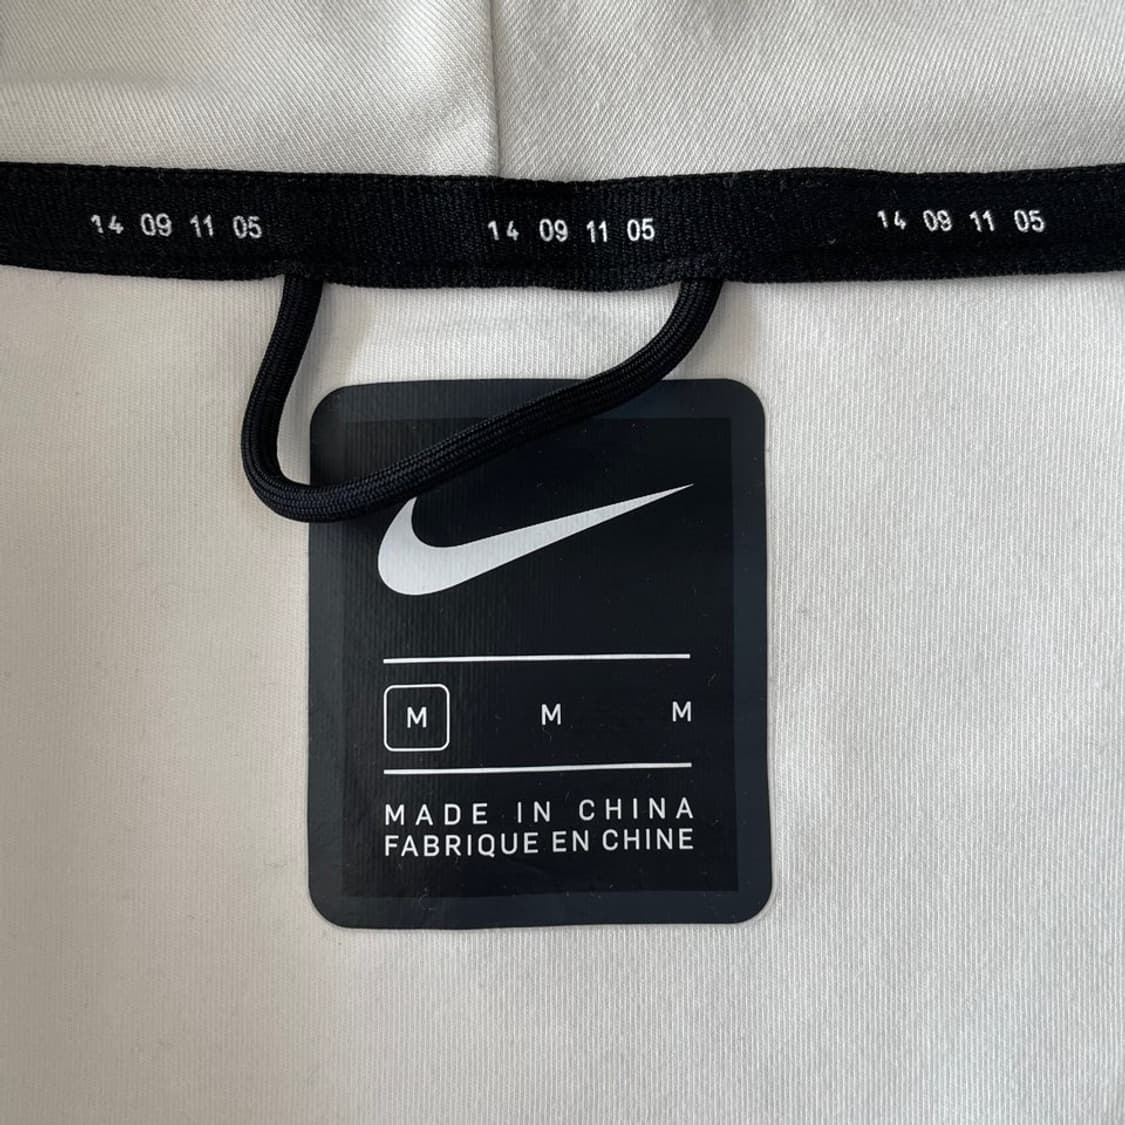 14 09 11 05 14 09 11 05 14 09 11 05
M M M
MADE IN CHINA
FABRIQUE EN CHINE